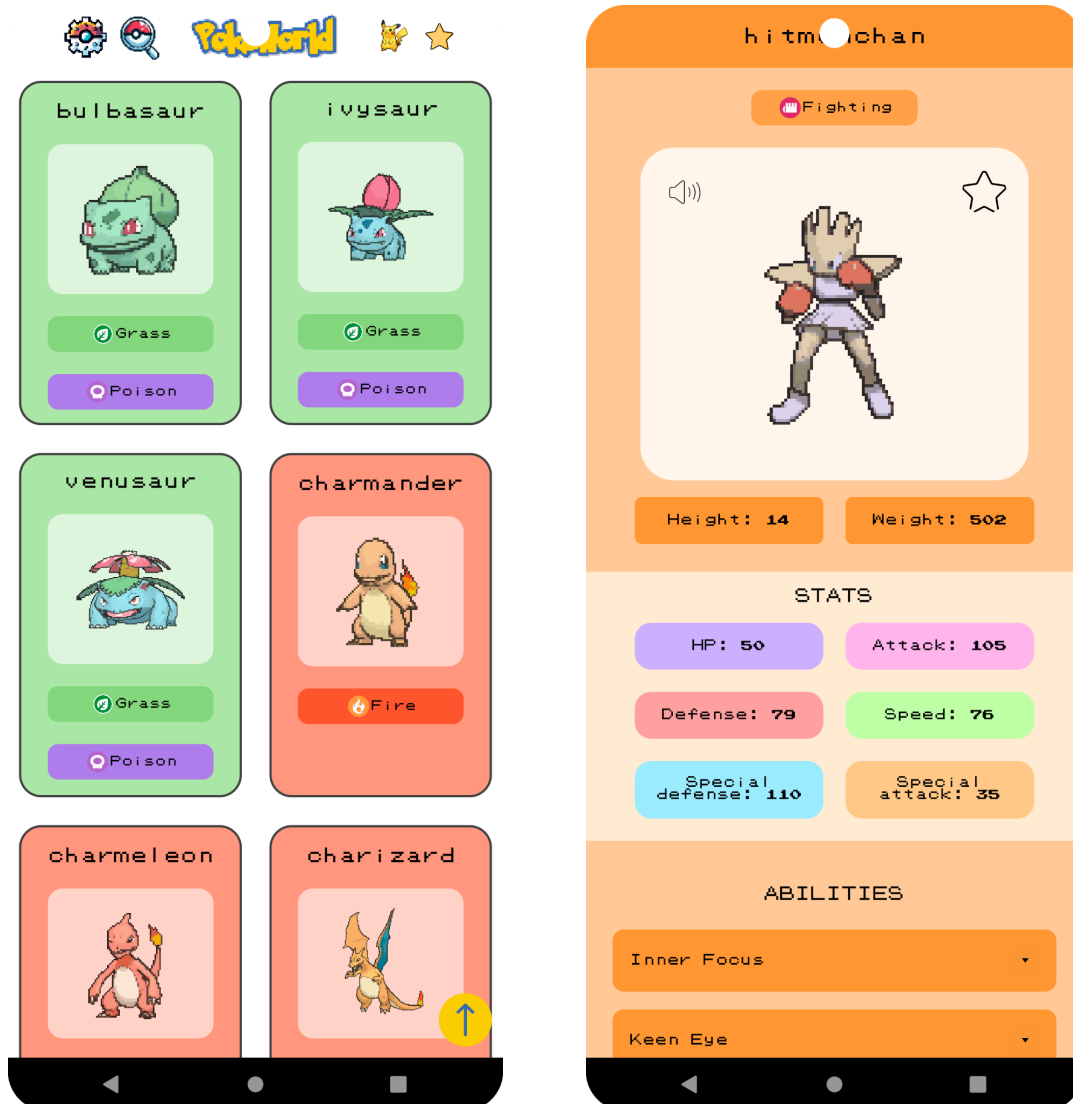 bulbasaur
ivysaur
Grass
Grass
Poison
Poison
venusaur
charmander
Grass
Fire
Poison
charmeleon
charizard
Fighting
Height: 14
Weight: 502
STATS
HP: 50
Attack: 105
Defense: 79
Speed: 76
Special
defense: 110
Special
attack: 35
ABILITIES
Inner Focus
Keen Eye